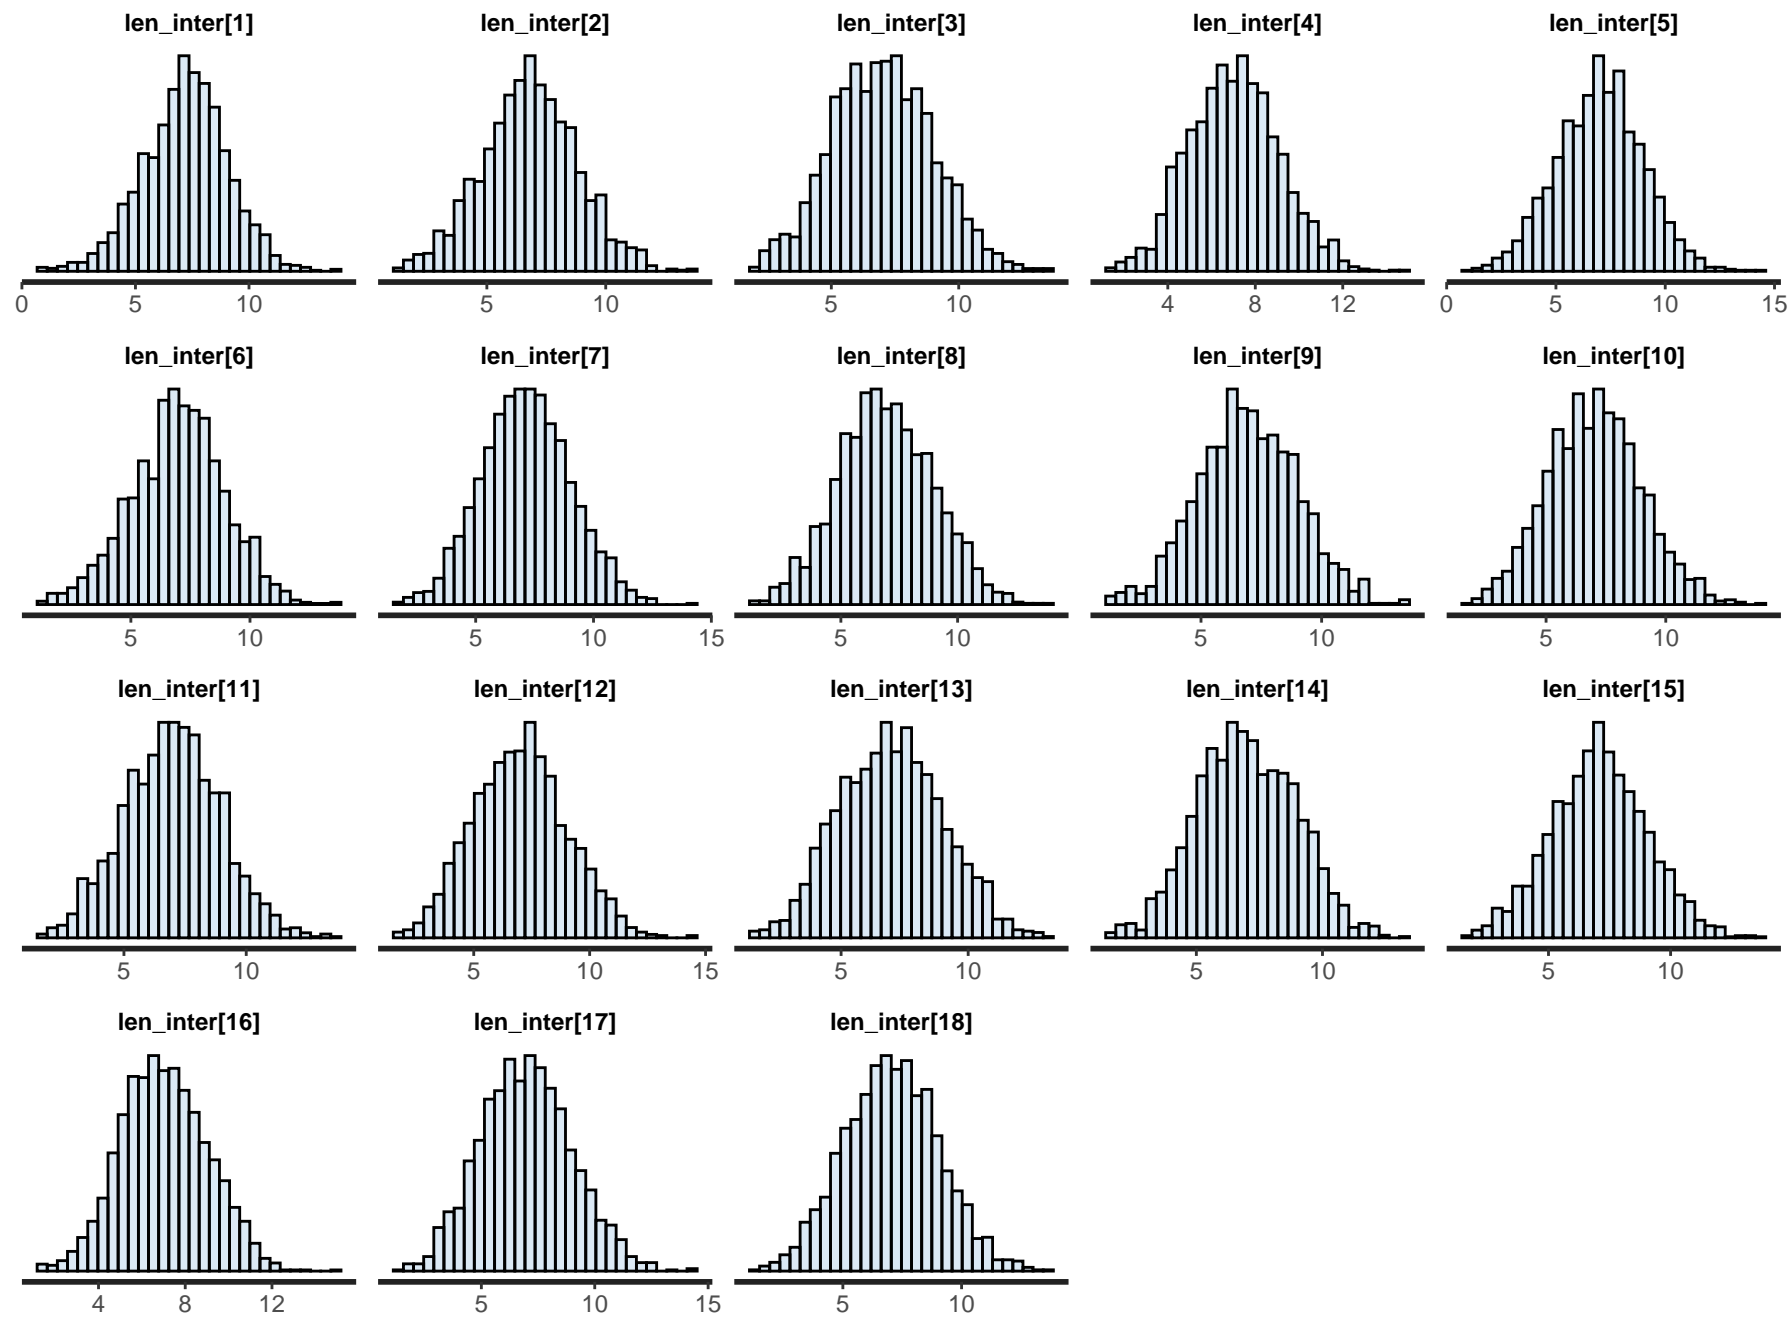 len_inter[1] len_inter[2] len_inter[3] len_inter[4] len_inter[5]
0 5 10 5 10 5 10 4 8 12 0 5 10 15
len_inter[6] len_inter[7] len_inter[8] len_inter[9] len_inter[10]
5 10 5 10 15 5 10 5 10 5 10
len_inter[11] len_inter[12] len_inter[13] len_inter[14] len_inter[15]
5 10 5 10 15 5 10 5 10 5 10
len_inter[16] len_inter[17] len_inter[18]
4 8 12 5 10 15 5 10